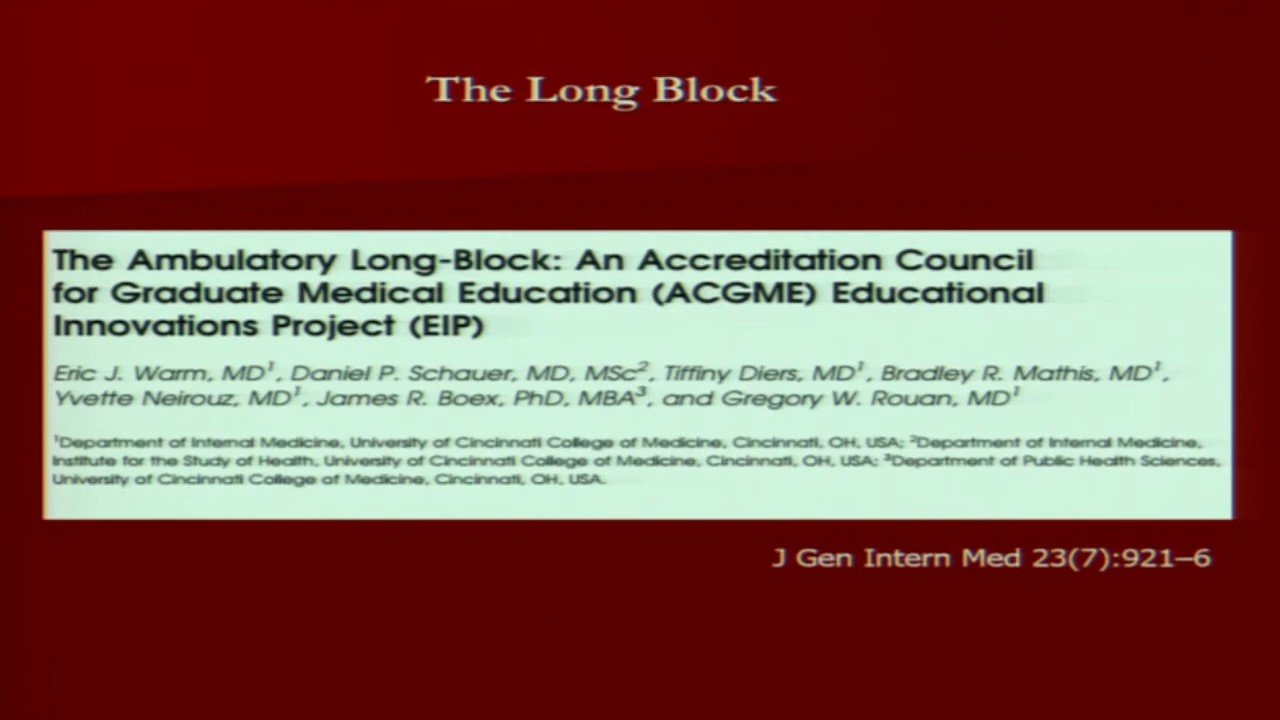 The Long Block
The Ambulatory Long-Block: An Accreditation Council
for Graduate Medical Education (ACGME) Educational
Innovations Project (EIP)
Eric J. Warm, MD¹, Daniel P. Schauer, MD, MSc², Tiffiny Diers, MD¹, Bradley R. Mathis, MD¹,
Yvette Neirouz, MD¹, James R. Boex, PhD, MBA³, and Gregory W. Rouan, MD¹
¹Department of Internal Medicine, University of Cincinnati College of Medicine, Cincinnati, OH, USA; ²Department of Internal Medicine,
Institute for the Study of Health, University of Cincinnati College of Medicine, Cincinnati, OH, USA; ³Department of Public Health Sciences,
University of Cincinnati College of Medicine, Cincinnati, OH, USA.
J Gen Intern Med 23(7):921–6